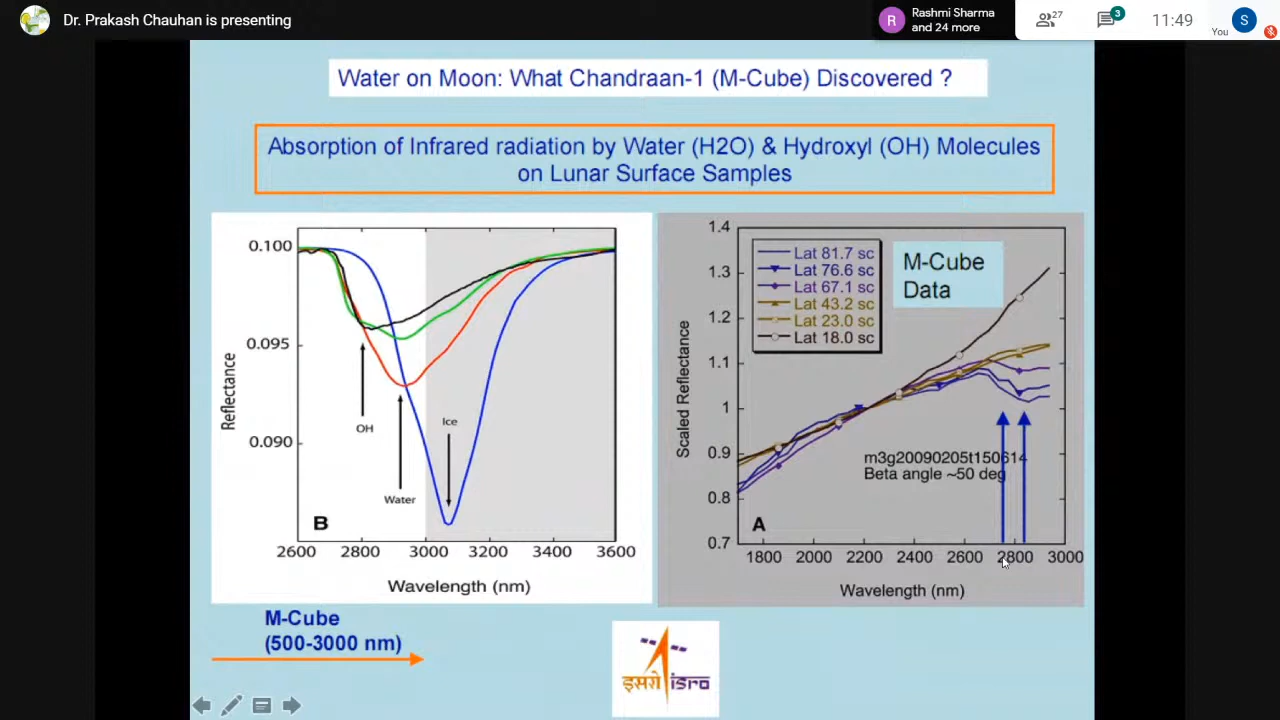 Dr. Prakash Chauhan is presenting
R
Rashmi Sharma
and 24 more
27
3
11:49
You
S
Water on Moon: What Chandraan-1 (M-Cube) Discovered ?
Absorption of Infrared radiation by Water (H2O) & Hydroxyl (OH) Molecules
on Lunar Surface Samples
0.100
0.095
0.090
Reflectance
OH
Water
Ice
B
2600 2800 3000 3200 3400 3600
Wavelength (nm)
1.4
1.3
1.2
1.1
1
0.9
0.8
0.7
Scaled Reflectance
Lat 81.7 sc
Lat 76.6 sc
Lat 67.1 sc
Lat 43.2 sc
Lat 23.0 sc
Lat 18.0 sc
M-Cube
Data
m3g20090205t150614
Beta angle ~50 deg
A
1800 2000 2200 2400 2600 2800 3000
Wavelength (nm)
M-Cube
(500-3000 nm)
इसरो isro